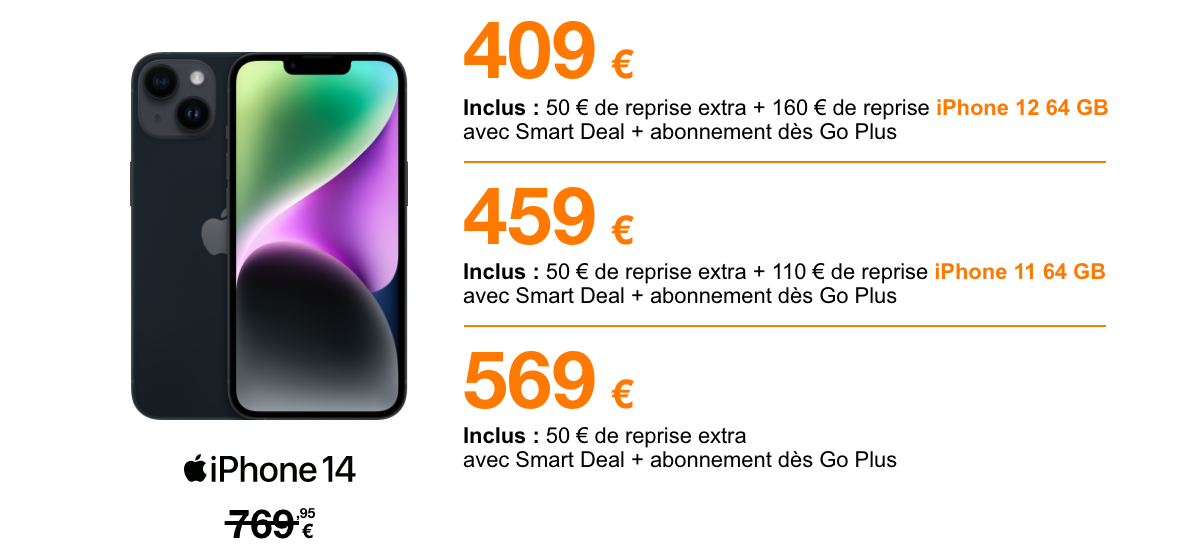 409 €
Inclus : 50 € de reprise extra + 160 € de reprise iPhone 12 64 GB
avec Smart Deal + abonnement dès Go Plus
459 €
Inclus : 50 € de reprise extra + 110 € de reprise iPhone 11 64 GB
avec Smart Deal + abonnement dès Go Plus
569 €
Inclus : 50 € de reprise extra
avec Smart Deal + abonnement dès Go Plus
iPhone 14
769,95 €